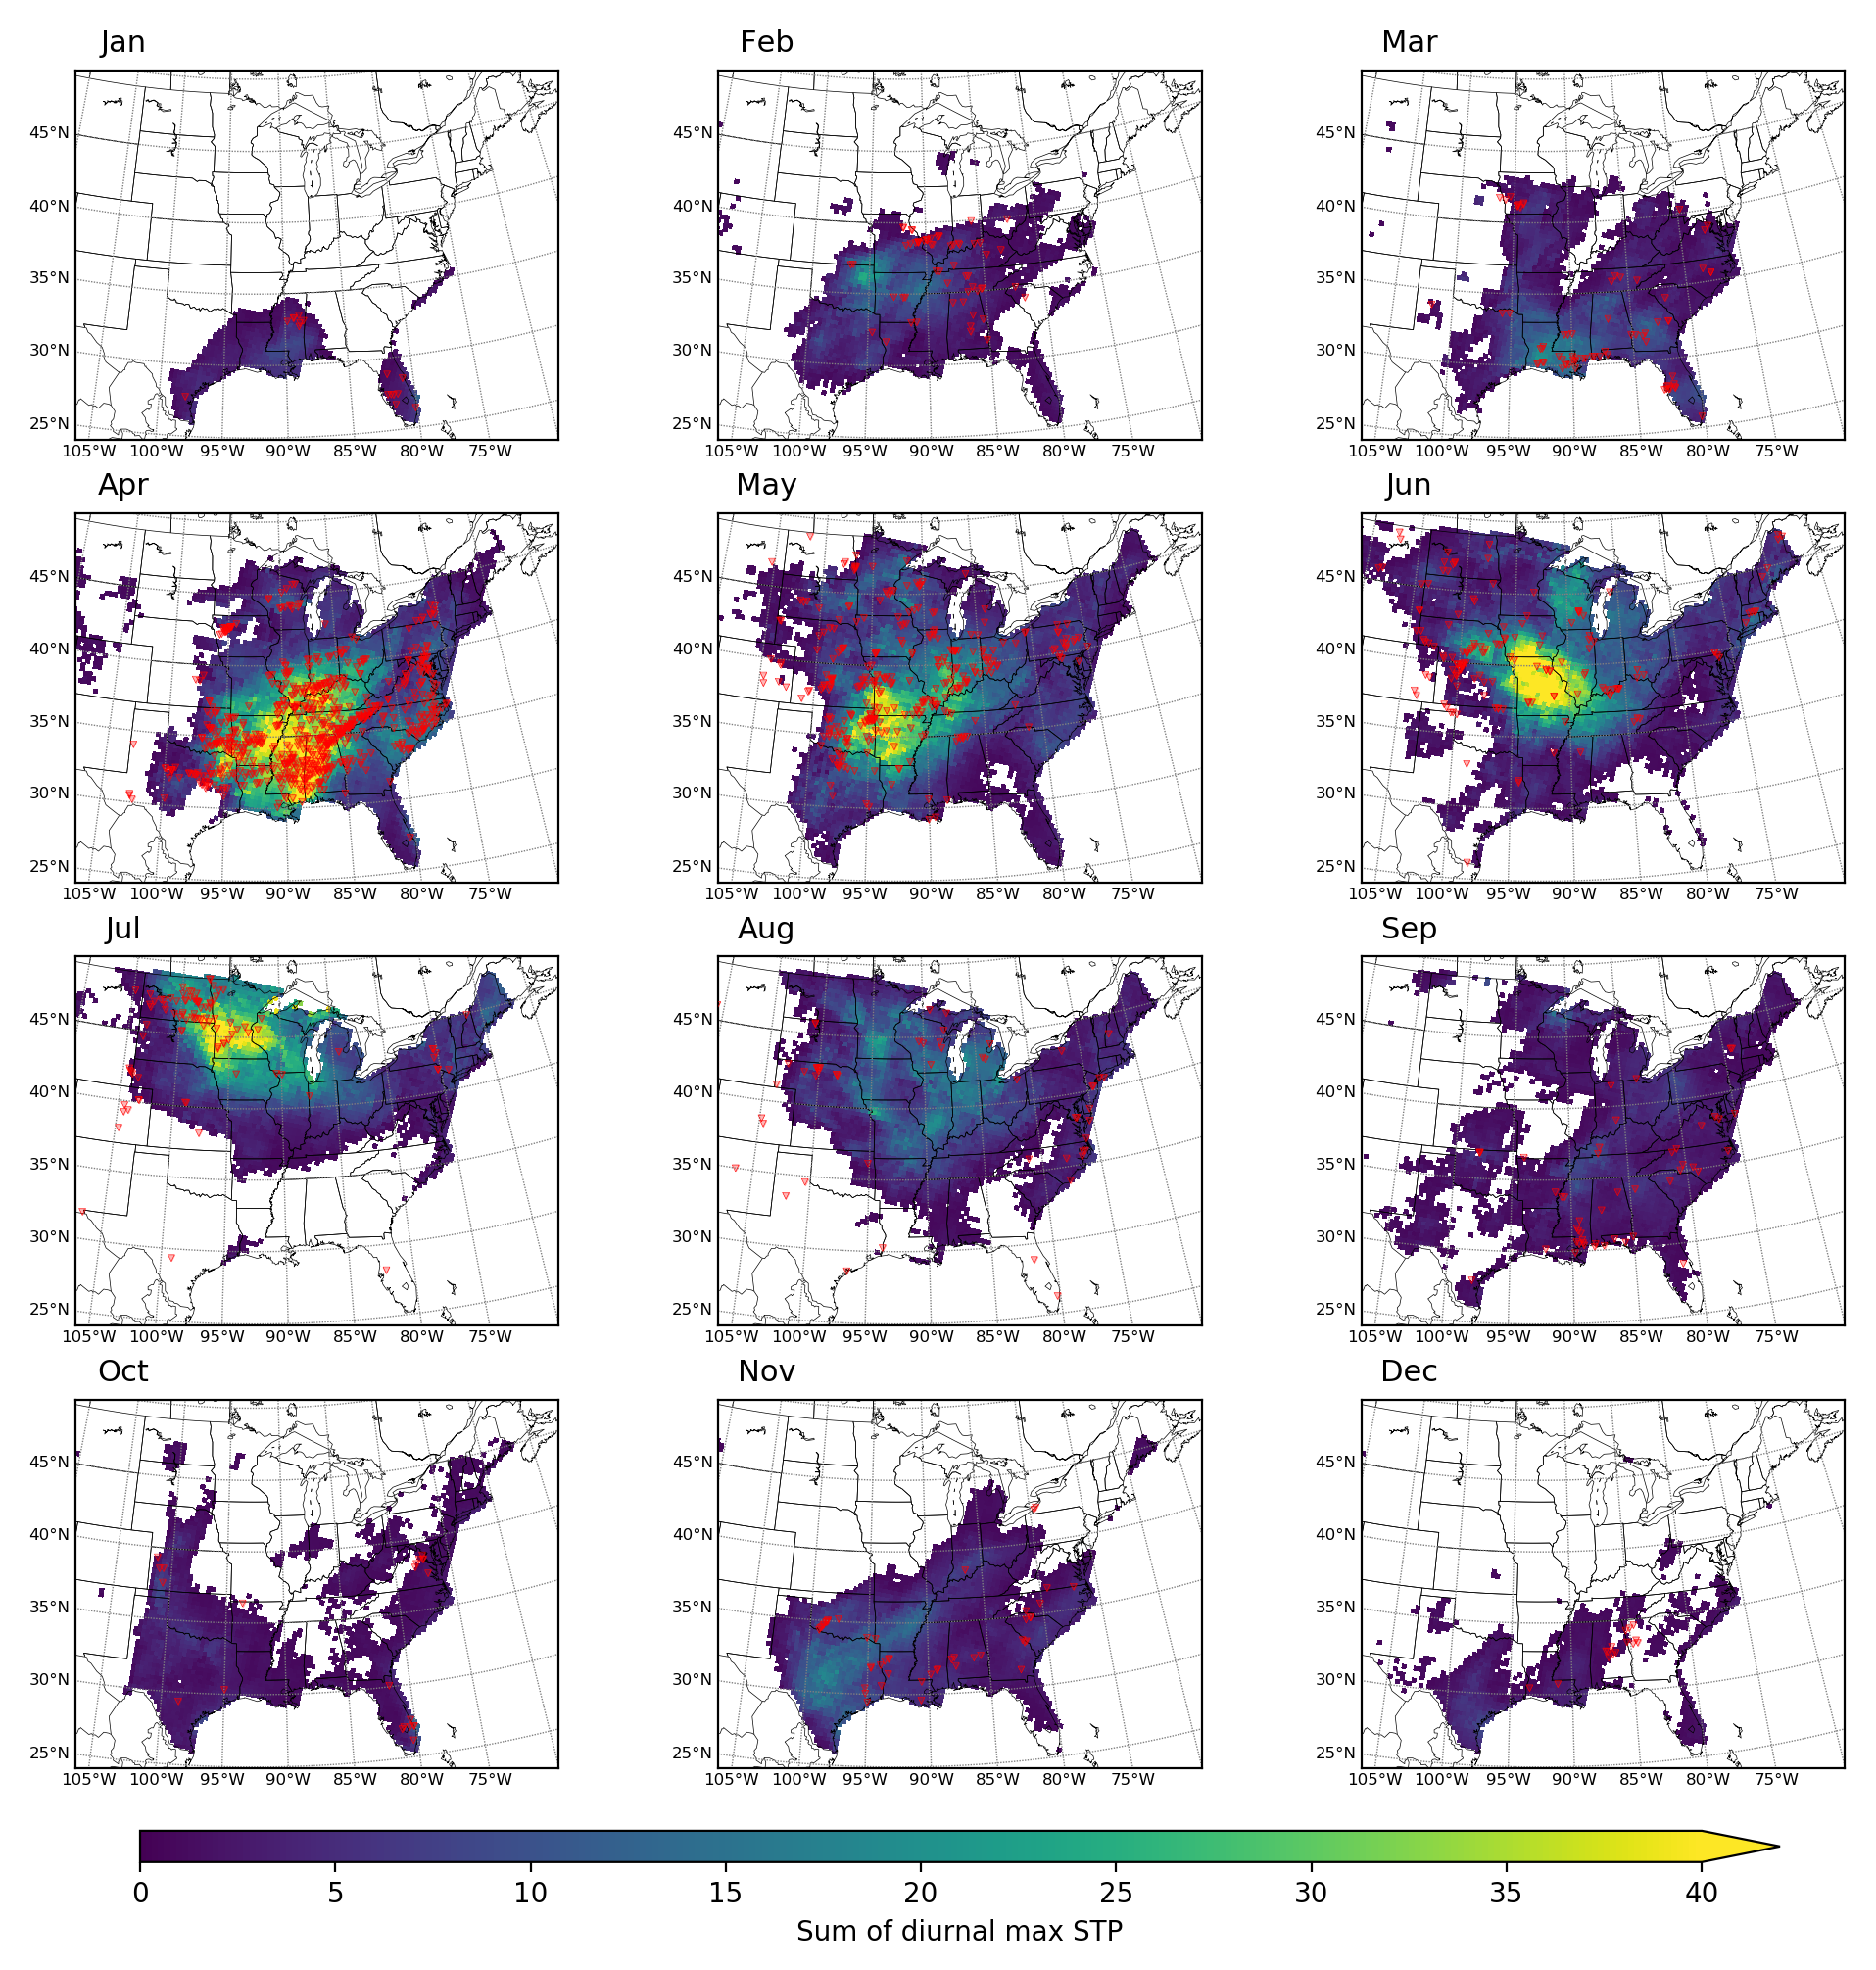 Jan Feb Mar
45°N 45°N 45°N
40°N 40°N 40°N
35°N 35°N 35°N
30°N 30°N 30°N
25°N 25°N 25°N
105°W 100°W 95°W 90°W 85°W 80°W 75°W 105°W 100°W 95°W 90°W 85°W 80°W 75°W 105°W 100°W 95°W 90°W 85°W 80°W 75°W
Apr May Jun
45°N 45°N 45°N
40°N 40°N 40°N
35°N 35°N 35°N
30°N 30°N 30°N
25°N 25°N 25°N
105°W 100°W 95°W 90°W 85°W 80°W 75°W 105°W 100°W 95°W 90°W 85°W 80°W 75°W 105°W 100°W 95°W 90°W 85°W 80°W 75°W
Jul Aug Sep
45°N 45°N 45°N
40°N 40°N 40°N
35°N 35°N 35°N
30°N 30°N 30°N
25°N 25°N 25°N
105°W 100°W 95°W 90°W 85°W 80°W 75°W 105°W 100°W 95°W 90°W 85°W 80°W 75°W 105°W 100°W 95°W 90°W 85°W 80°W 75°W
Oct Nov Dec
45°N 45°N 45°N
40°N 40°N 40°N
35°N 35°N 35°N
30°N 30°N 30°N
25°N 25°N 25°N
105°W 100°W 95°W 90°W 85°W 80°W 75°W 105°W 100°W 95°W 90°W 85°W 80°W 75°W 105°W 100°W 95°W 90°W 85°W 80°W 75°W
0 5 10 15 20 25 30 35 40
Sum of diurnal max STP